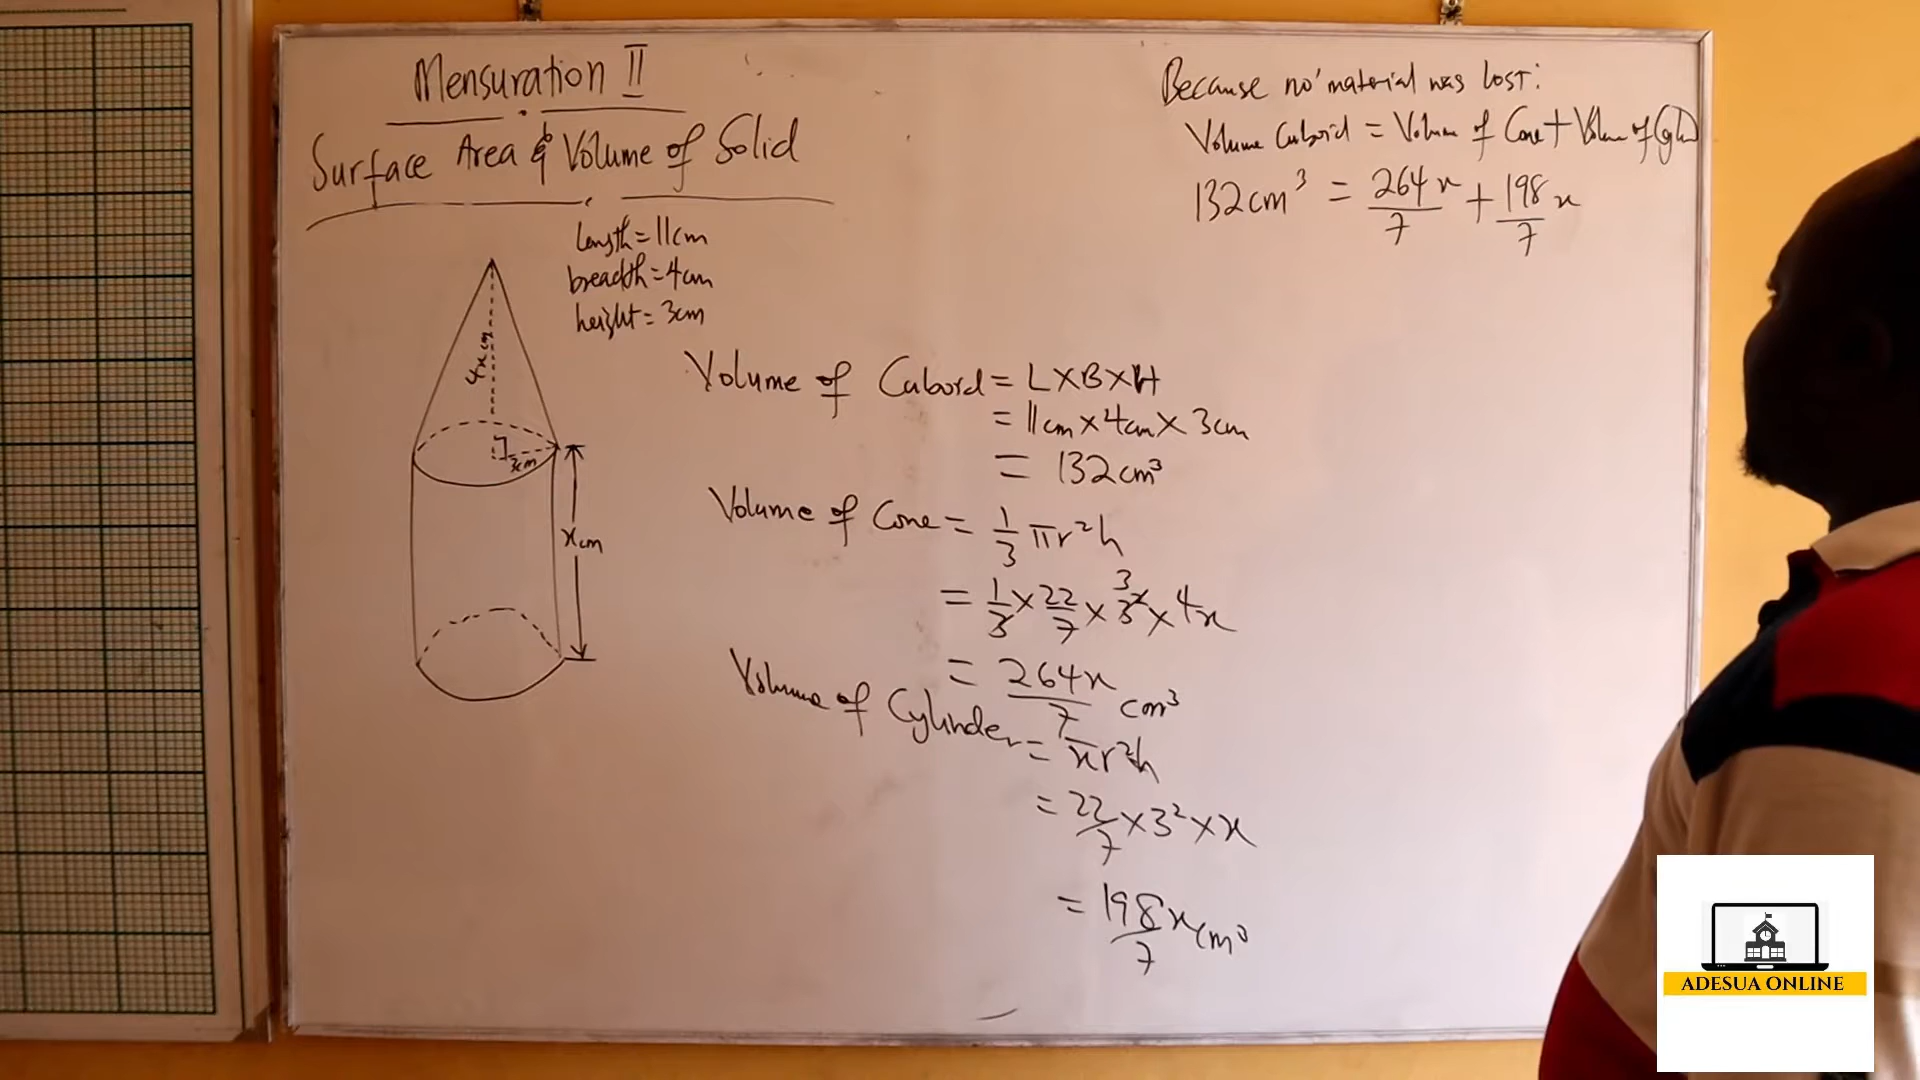 Mensuration II
Surface Area & Volume of Solid
length = 11cm
breadth = 4cm
height = 3cm
4x cm
3cm
x cm
Volume of Cuboid = L×B×H
= 11cm × 4cm × 3cm
= 132cm³
Volume of Cone = 1/3 πr²h
= 1/3 × 22/7 × 3² × 4x
3
= 264x/7 cm³
Volume of Cylinder = πr²h
= 22/7 × 3² × x
= 198x/7 cm³
Because no material was lost:
Volume Cuboid = Volume of Cone + Volume of Cylin
132cm³ = 264x/7 + 198x/7
ADESUA ONLINE